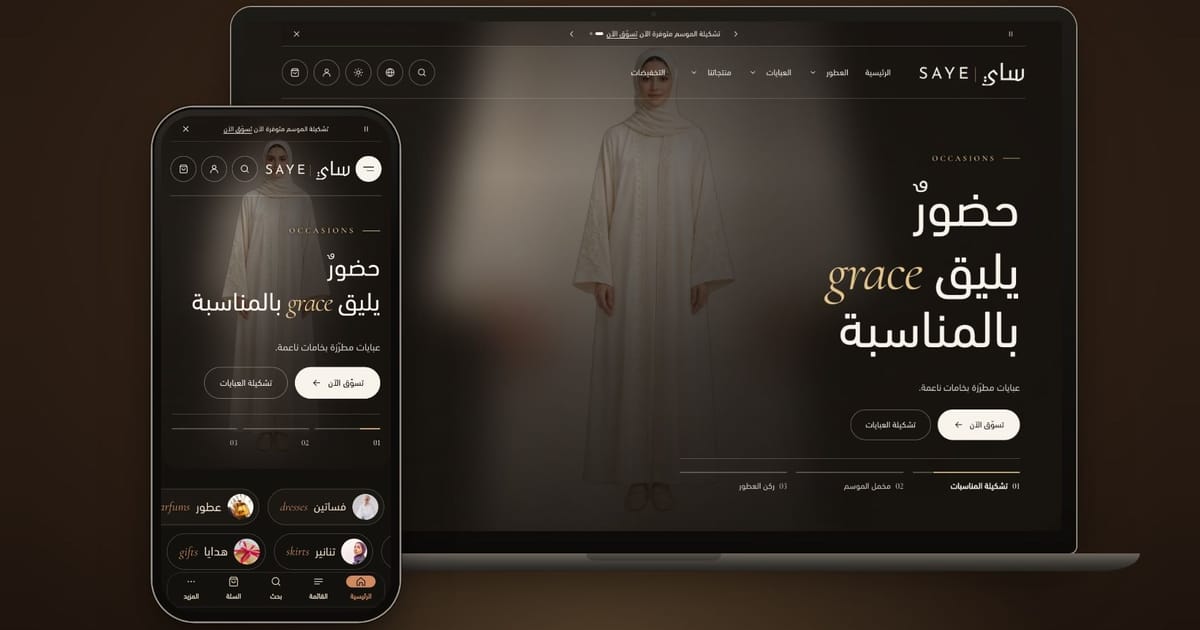 تشكيلة الموسم متوفرة الآن تسوّق الآن
ساي | SAYE
الرئيسية العطور العبايات منتجاتنا التخفيضات
OCCASIONS
حضورٌ
يليق grace
بالمناسبة
عبايات مطرّزة بخامات ناعمة.
تسوّق الآن ←
تشكيلة العبايات
01 تشكيلة المناسبات
02 مخمل الموسم
03 ركن العطور
تشكيلة الموسم متوفرة الآن تسوّق الآن
ساي | SAYE
OCCASIONS
حضورٌ
يليق grace بالمناسبة
عبايات مطرّزة بخامات ناعمة.
تسوّق الآن ←
تشكيلة العبايات
01 02 03
فساتين dresses
عطور arfums
تنانير skirts
هدايا gifts
الرئيسية القائمة بحث السلة المزيد